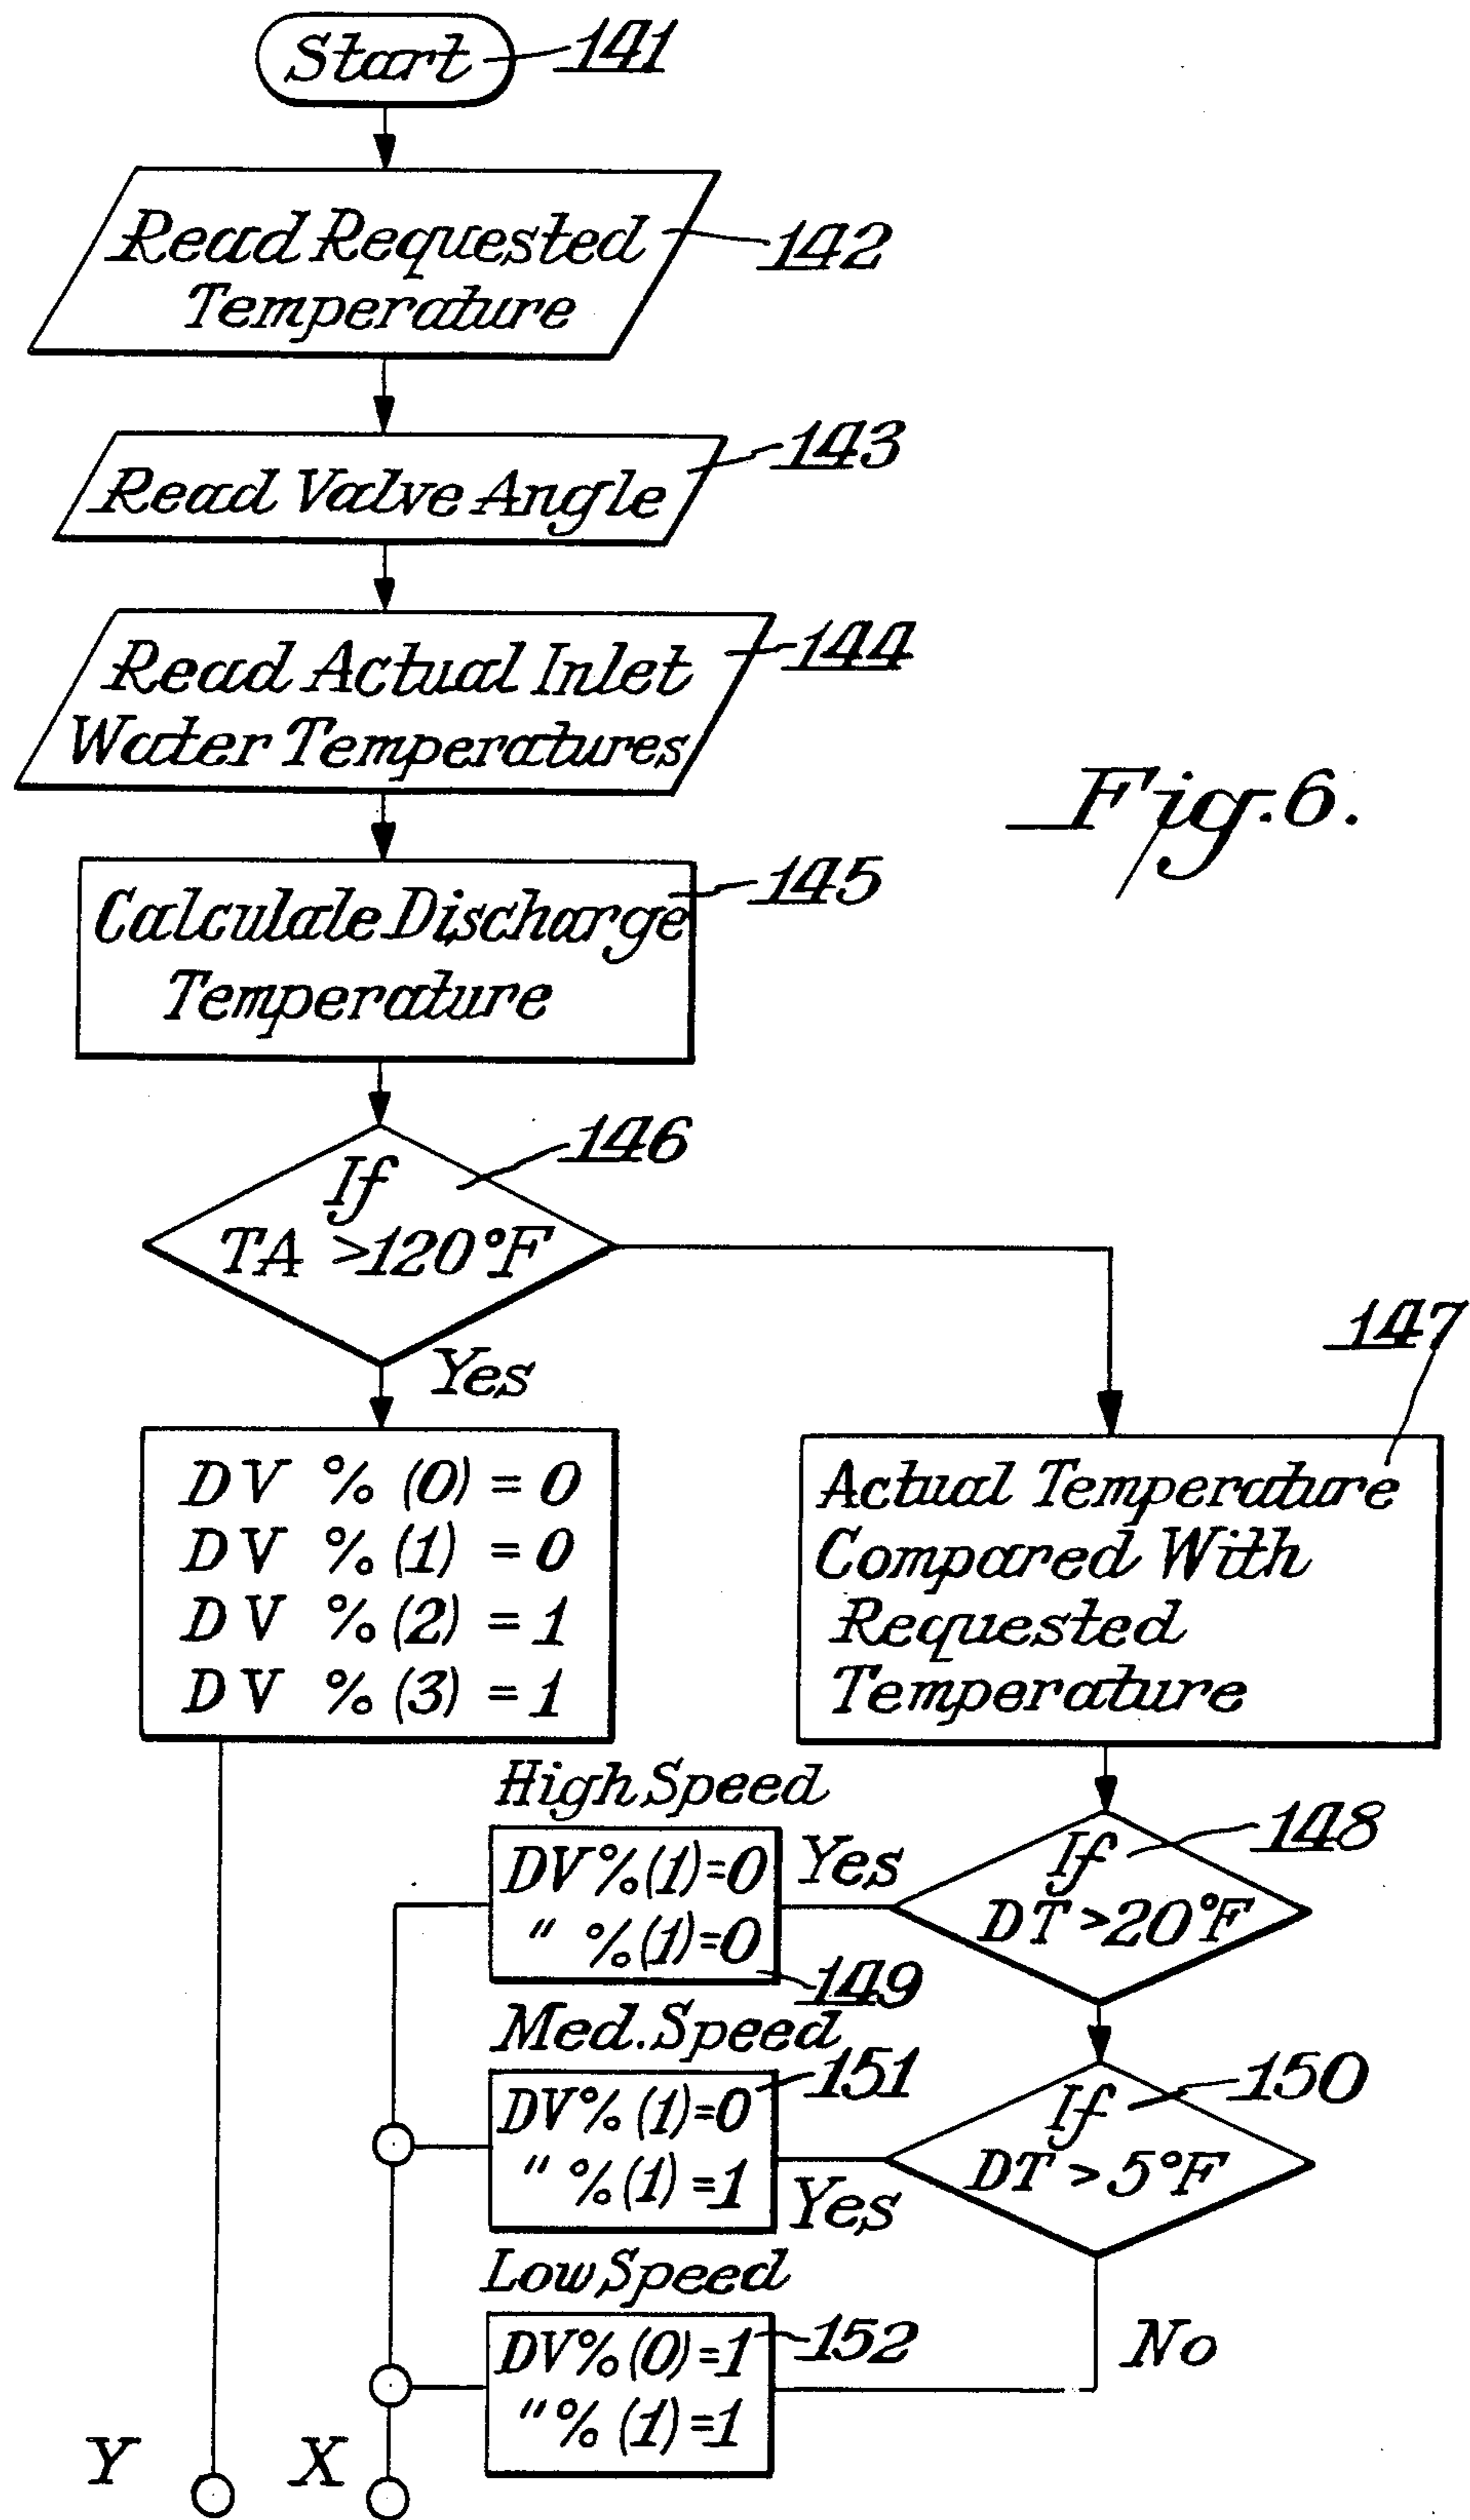 Start
141
Read Requested
Temperature
142
Read Valve Angle
143
Read Actual Inlet
Water Temperatures
144
Fig. 6.
Calculale Discharge
Temperature
145
If
TA >120°F
146
Yes
DV %(0)=0
DV %(1)=0
DV %(2)=1
DV %(3)=1
147
Actual Temperature
Compared With
Requested
Temperature
High Speed
DV%(1)=0
" %(1)=0
149
Yes
If
DT>20°F
148
Med. Speed
DV%(1)=0
" %(1)=1
151
Yes
If
DT>5°F
150
Low Speed
DV%(0)=1
"%(1)=1
152
No
Y
X